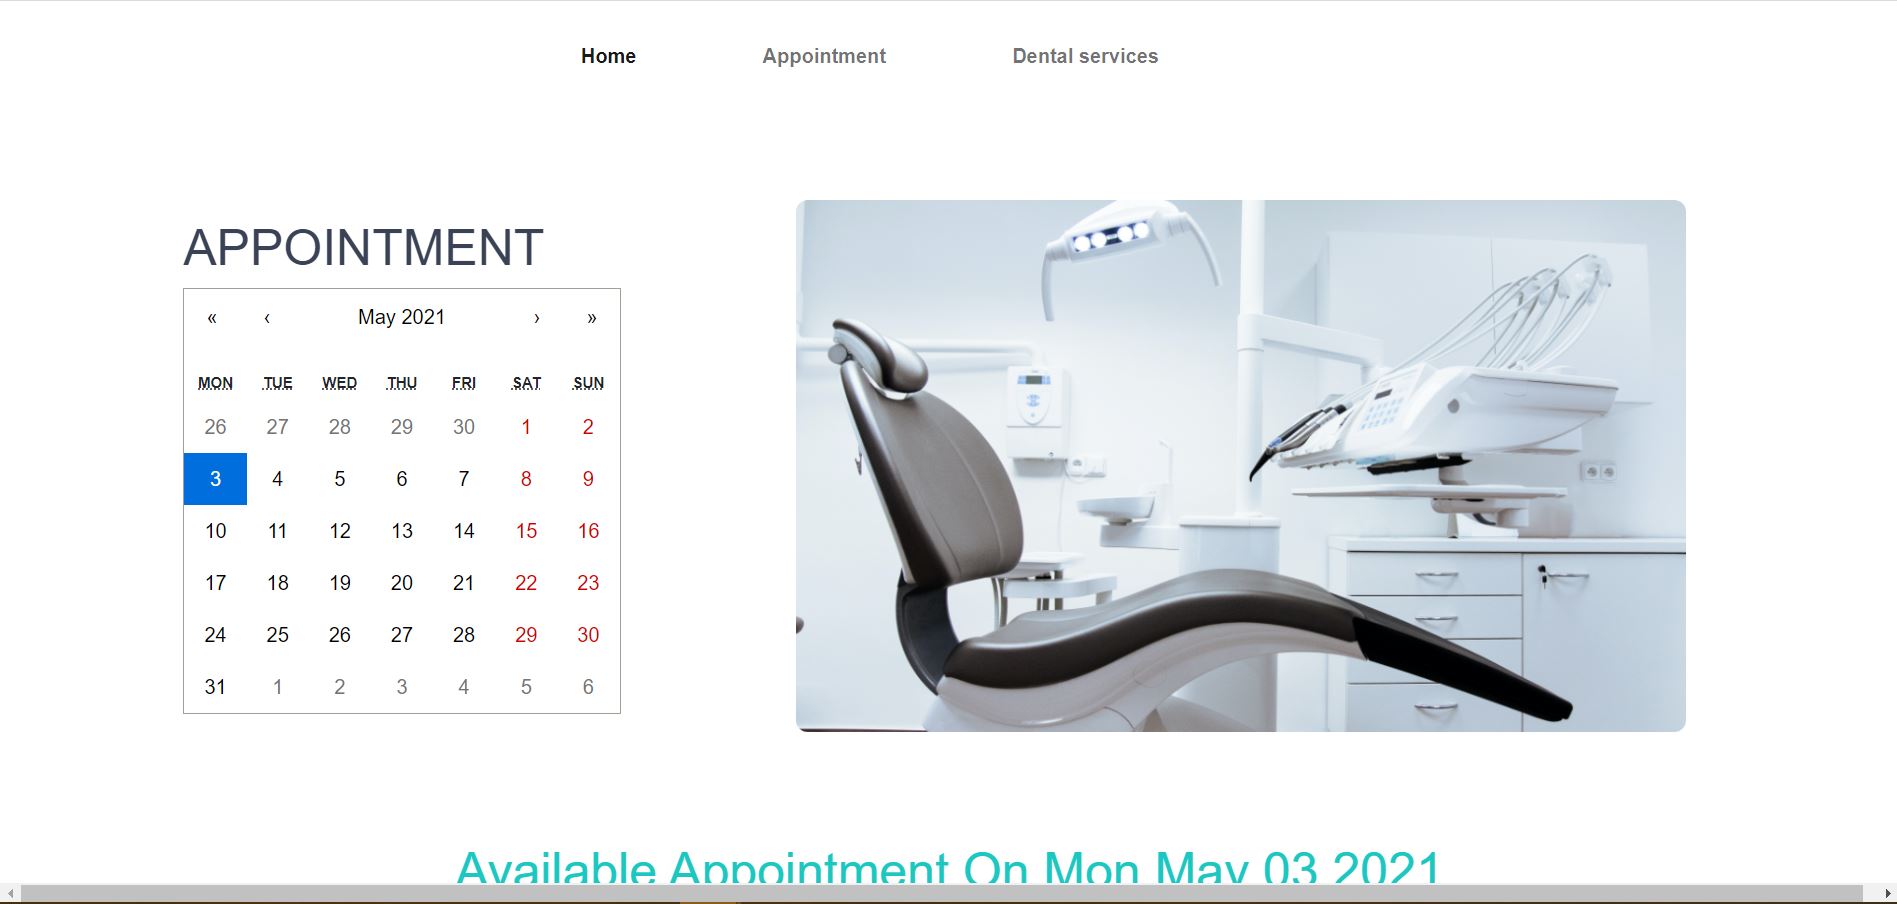 Home Appointment Dental services
APPOINTMENT
« ‹ May 2021 › »
MON TUE WED THU FRI SAT SUN
26 27 28 29 30 1 2
3 4 5 6 7 8 9
10 11 12 13 14 15 16
17 18 19 20 21 22 23
24 25 26 27 28 29 30
31 1 2 3 4 5 6
Available Appointment On Mon May 03 2021